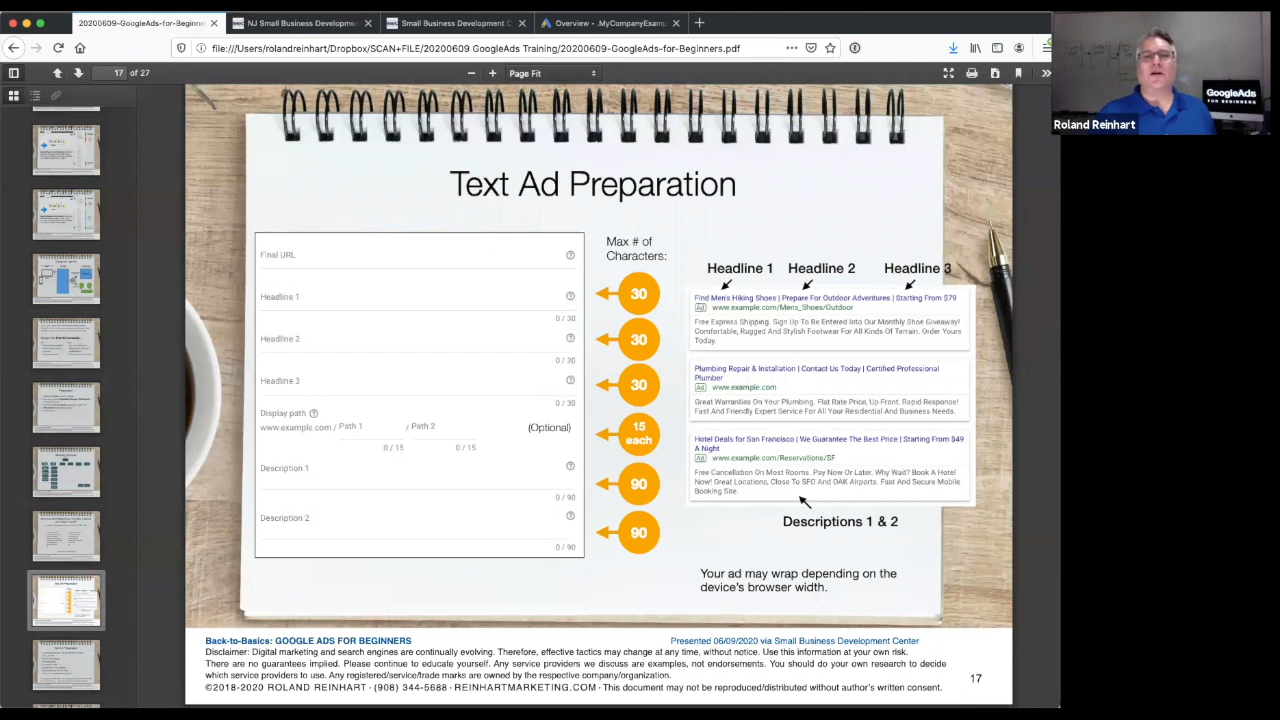 20200609-GoogleAds-for-Beginne
NJ Small Business Developmen
Small Business Development C
Overview - .MyCompanyExamp
file:///Users/rolandreinhart/Dropbox/SCAN+FILE/20200609 GoogleAds Training/20200609-GoogleAds-for-Beginners.pdf
17 of 27
Page Fit
GoogleAds
FOR BEGINNERS
Roland Reinhart
Text Ad Preparation
Final URL
Headline 1
0 / 30
Headline 2
0 / 30
Headline 3
0 / 30
Display path
www.example.com / Path 1 / Path 2 (Optional)
0 / 15 0 / 15
Description 1
0 / 90
Description 2
0 / 90
Max # of
Characters:
30
30
30
15
each
90
90
Headline 1 Headline 2 Headline 3
Find Men's Hiking Shoes | Prepare For Outdoor Adventures | Starting From $79
Ad www.example.com/Mens_Shoes/Outdoor
Free Express Shipping. Sign Up To Be Entered Into Our Monthly Shoe Giveaway!
Comfortable, Rugged And Stylish Footwear For All Kinds Of Terrain. Order Yours
Today.
Plumbing Repair & Installation | Contact Us Today | Certified Professional
Plumber
Ad www.example.com
Great Warranties On Your Plumbing. Flat Rate Price, Up-Front. Rapid Response!
Fast And Friendly Expert Service For All Your Residential And Business Needs.
Hotel Deals for San Francisco | We Guarantee The Best Price | Starting From $49
A Night
Ad www.example.com/Reservations/SF
Free Cancellation On Most Rooms. Pay Now Or Later. Why Wait? Book A Hotel
Now! Great Locations, Close To SFO And OAK Airports. Fast And Secure Mobile
Booking Site.
Descriptions 1 & 2
Your ad may wrap depending on the
device's browser width.
Back-to-Basics: GOOGLE ADS FOR BEGINNERS
Presented 06/09/2020 via Small Business Development Center
Disclaimer: Digital marketing and search engines are continually evolving. Therefore, effective tactics may change at any time, without notice. Use this information at your own risk.
There are no guarantees implied. Please continue to educate yourself. Any service providers we discuss are examples, not endorsements. You should do your own research to decide
which service providers to use. Any registered/service/trade marks are owned by the respective company/organization.
©2018-2020 ROLAND REINHART · (908) 344-5688 · REINHARTMARKETING.COM · This document may not be reproduced/distributed without author's written consent.
17